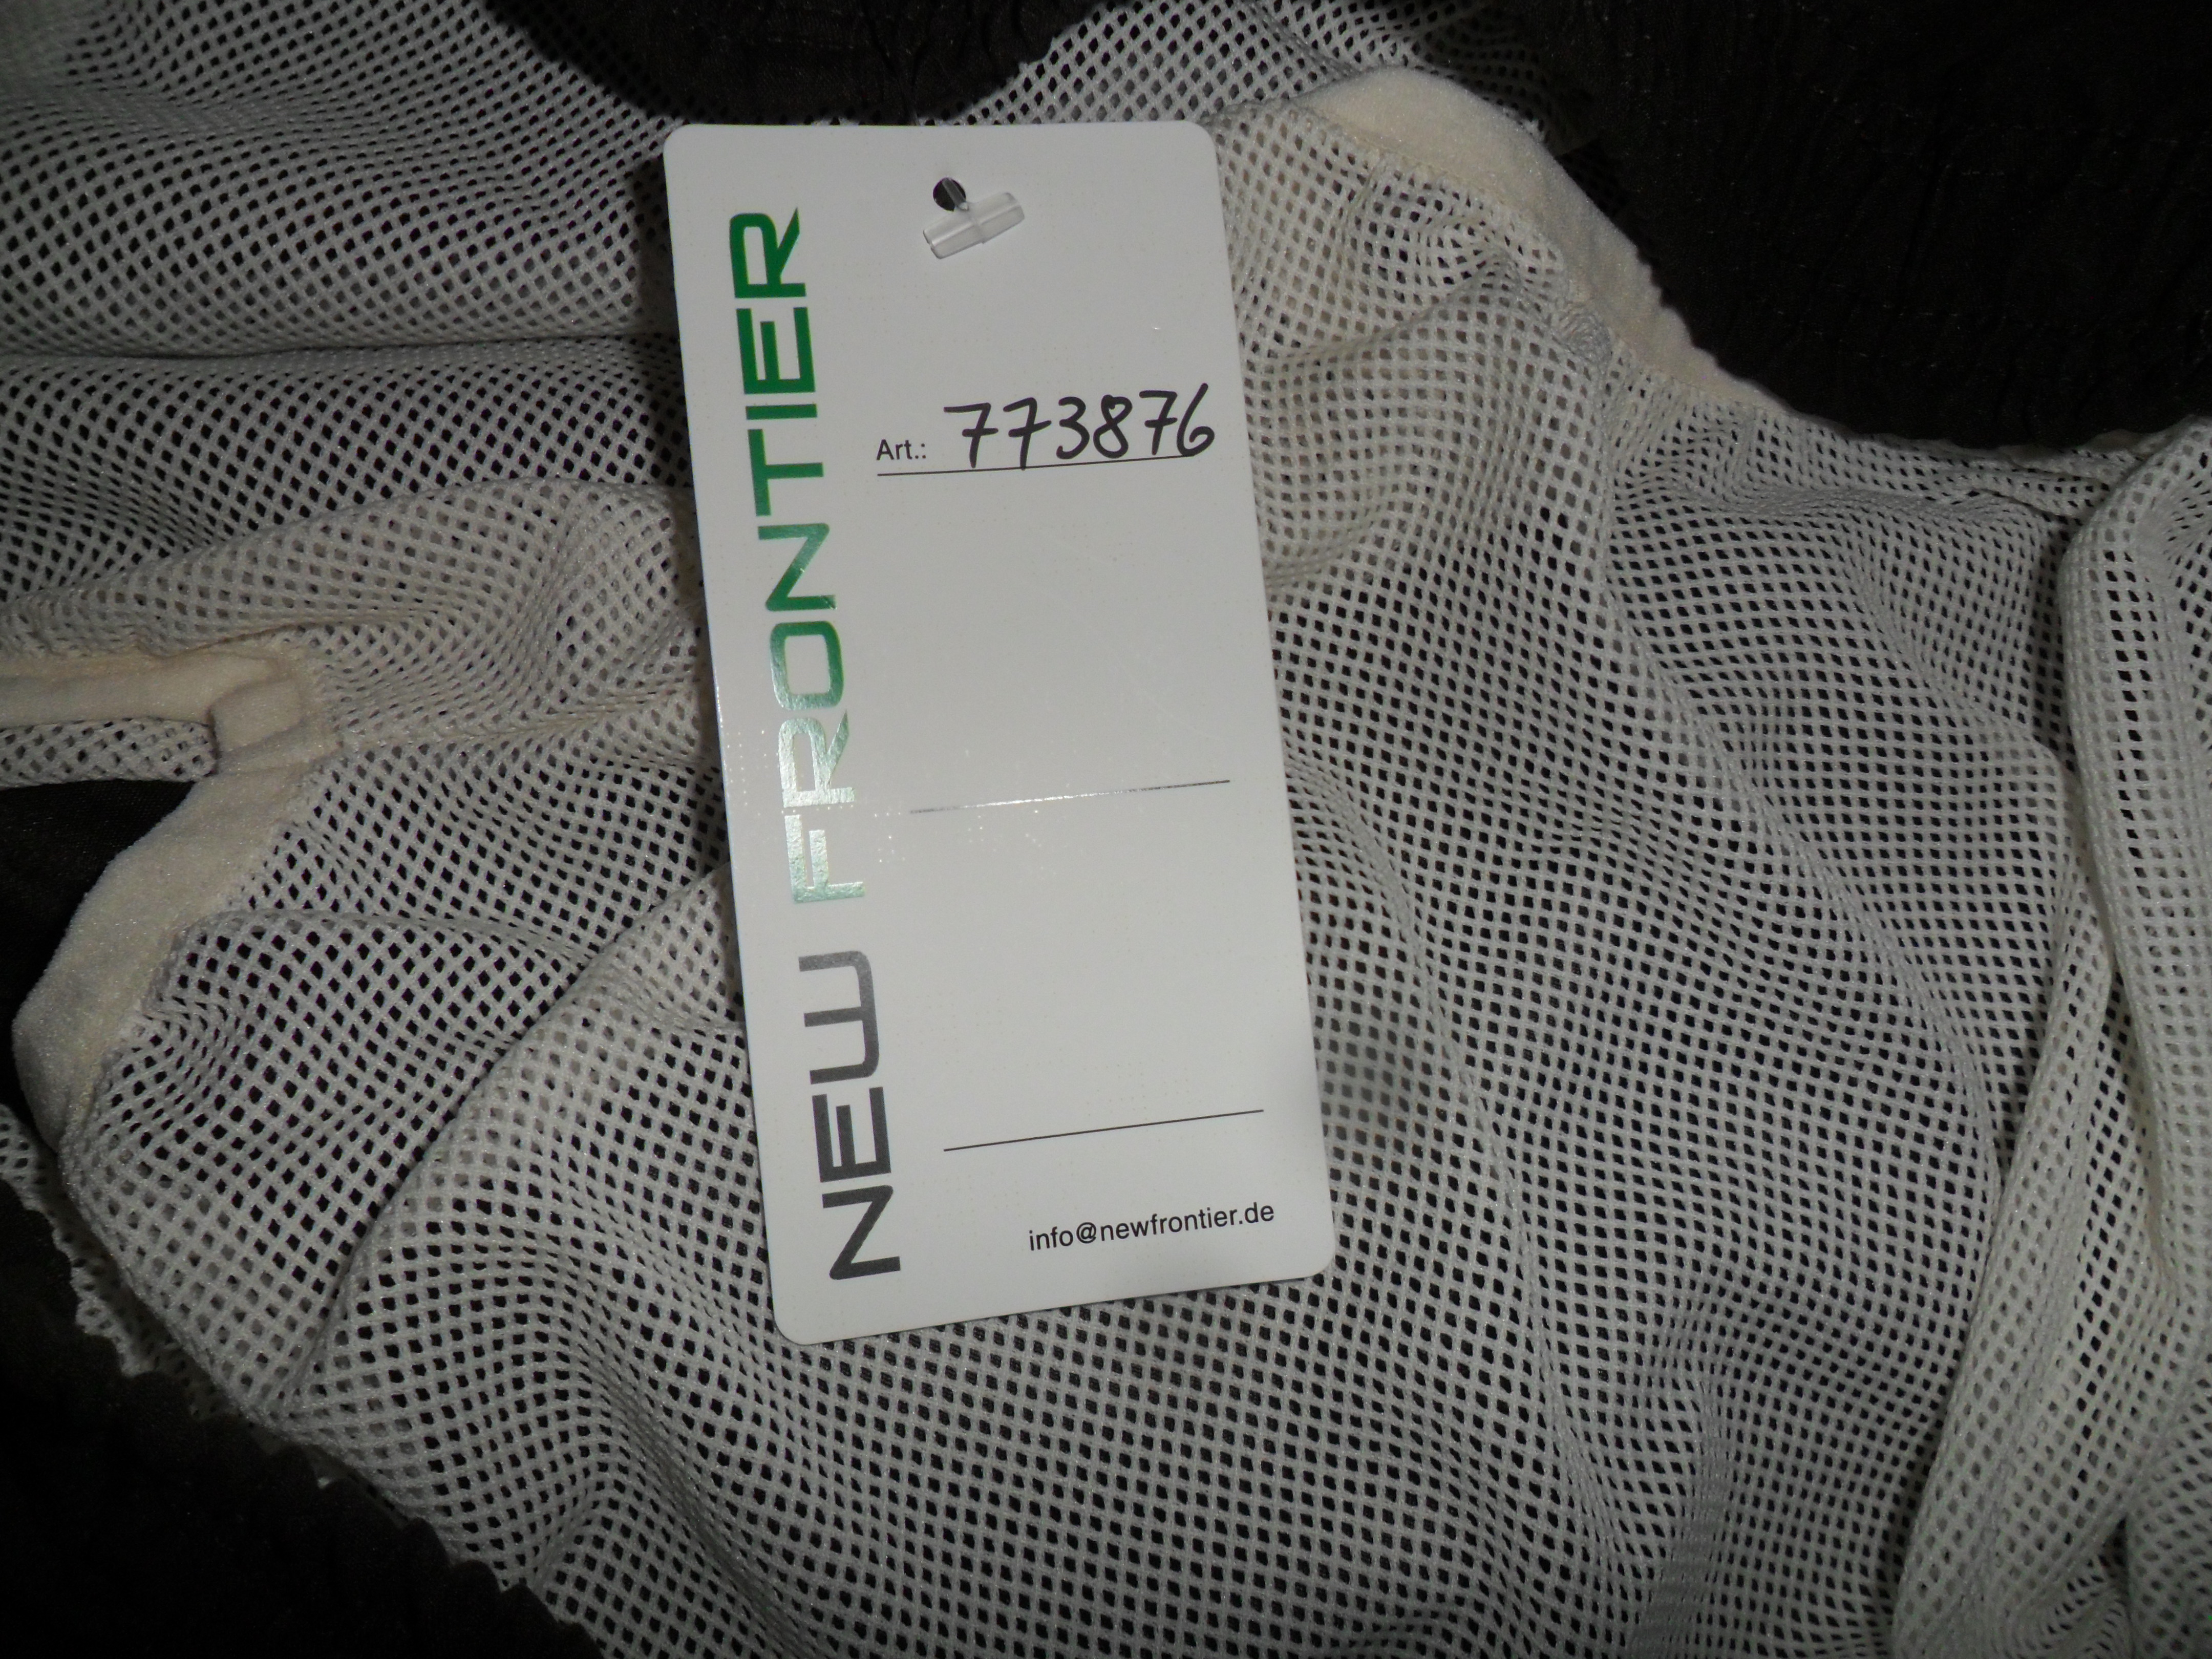 NEW FRONTIER
Art.: 773876
info@newfrontier.de